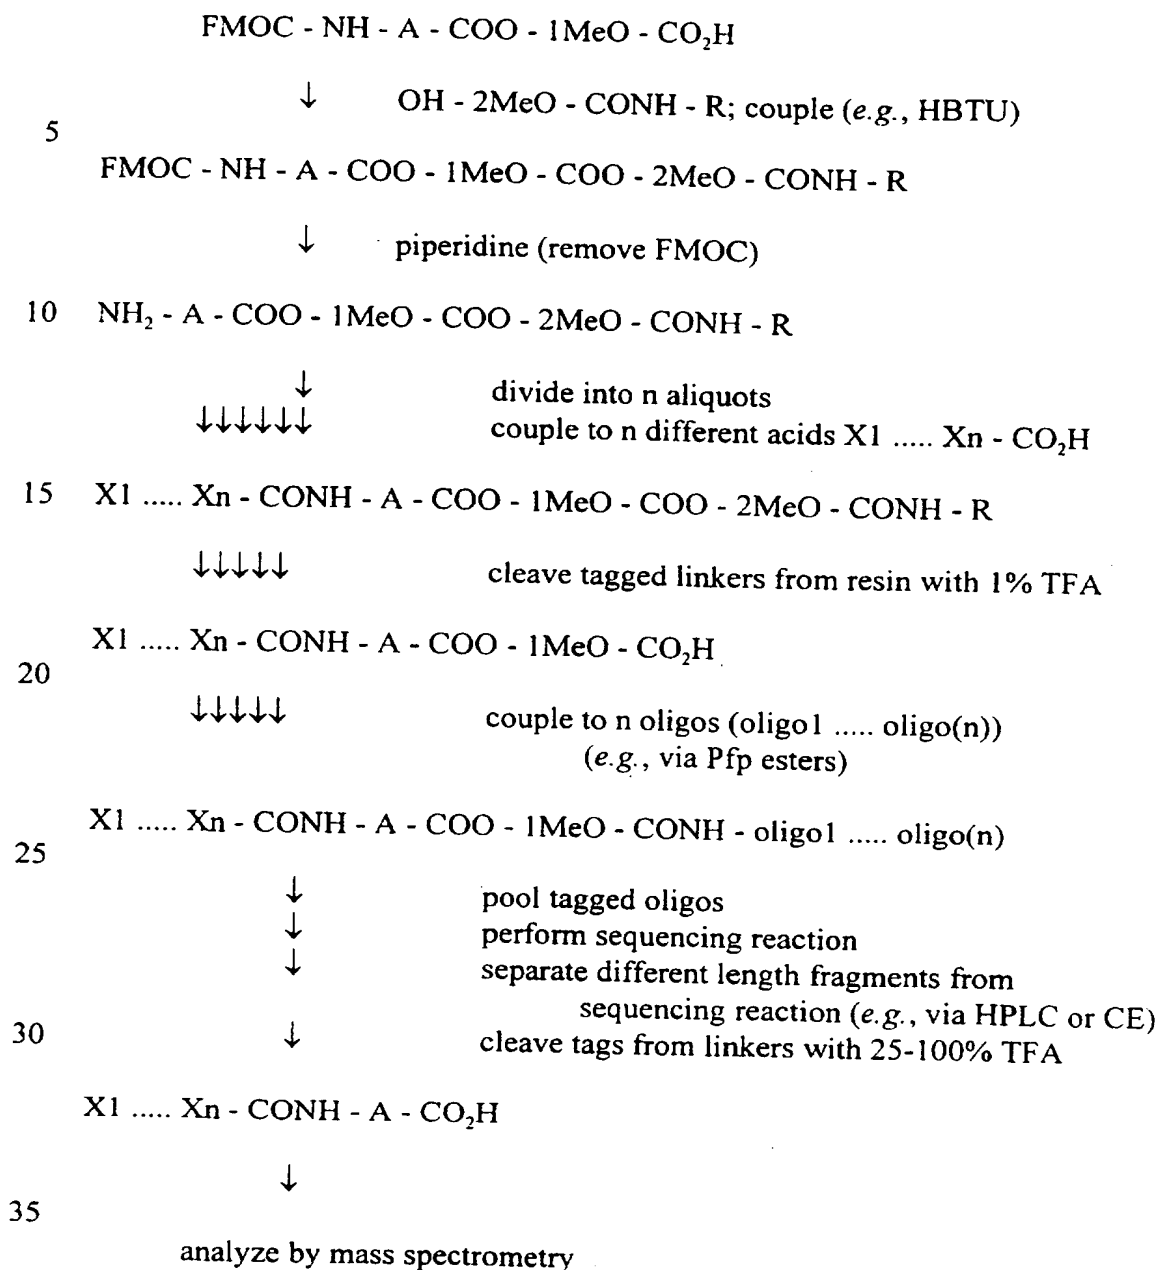 FMOC - NH - A - COO - 1MeO - CO₂H
↓ OH - 2MeO - CONH - R; couple (e.g., HBTU)
5
FMOC - NH - A - COO - 1MeO - COO - 2MeO - CONH - R
↓ piperidine (remove FMOC)
10 NH₂ - A - COO - 1MeO - COO - 2MeO - CONH - R
↓ divide into n aliquots
↓↓↓↓↓↓ couple to n different acids X1 ..... Xn - CO₂H
15 X1 ..... Xn - CONH - A - COO - 1MeO - COO - 2MeO - CONH - R
↓↓↓↓↓ cleave tagged linkers from resin with 1% TFA
X1 ..... Xn - CONH - A - COO - 1MeO - CO₂H
20
↓↓↓↓↓ couple to n oligos (oligo1 ..... oligo(n))
(e.g., via Pfp esters)
X1 ..... Xn - CONH - A - COO - 1MeO - CONH - oligo1 ..... oligo(n)
25
↓ pool tagged oligos
↓ perform sequencing reaction
↓ separate different length fragments from
sequencing reaction (e.g., via HPLC or CE)
30 ↓ cleave tags from linkers with 25-100% TFA
X1 ..... Xn - CONH - A - CO₂H
↓
35
analyze by mass spectrometry